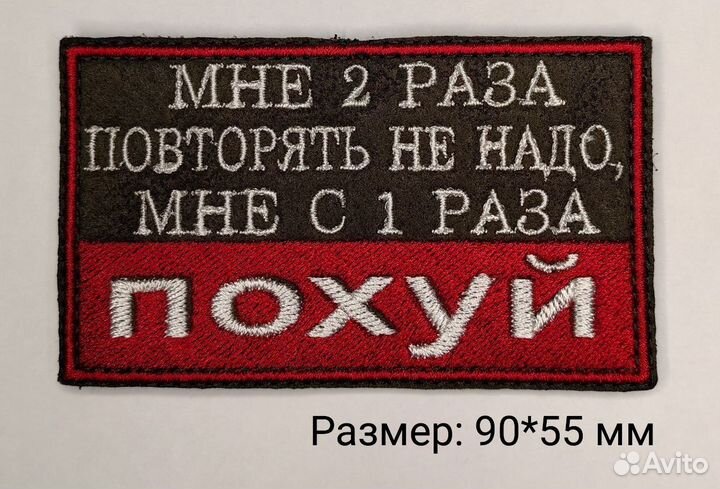 МНЕ 2 РАЗА
ПОВТОРЯТЬ НЕ НАДО,
МНЕ С 1 РАЗА
похуй
Размер: 90*55 мм
Avito